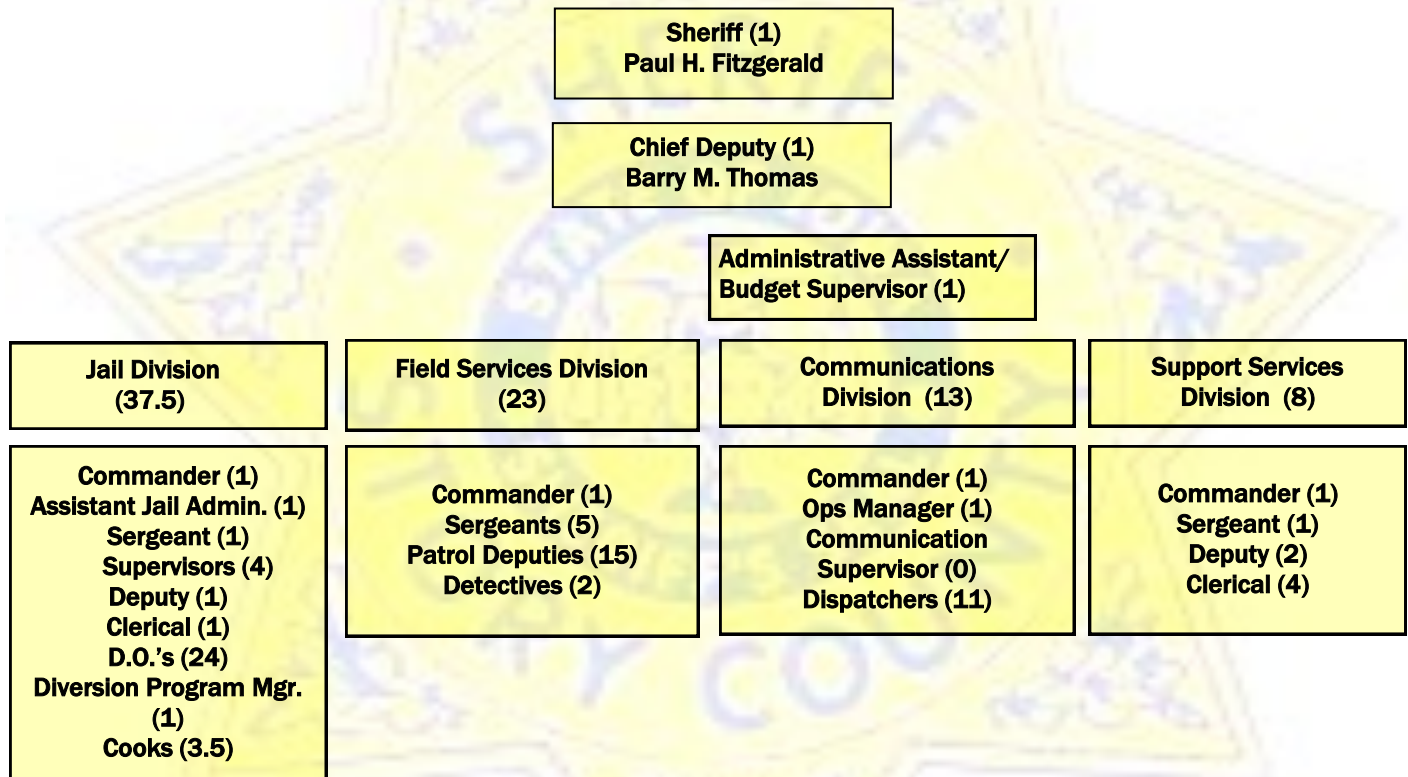 Sheriff (1)
Paul H. Fitzgerald
Chief Deputy (1)
Barry M. Thomas
Administrative Assistant/
Budget Supervisor (1)
Jail Division
(37.5)
Field Services Division
(23)
Communications
Division (13)
Support Services
Division (8)
Commander (1)
Assistant Jail Admin. (1)
Sergeant (1)
Supervisors (4)
Deputy (1)
Clerical (1)
D.O.'s (24)
Diversion Program Mgr.
(1)
Cooks (3.5)
Commander (1)
Sergeants (5)
Patrol Deputies (15)
Detectives (2)
Commander (1)
Ops Manager (1)
Communication
Supervisor (0)
Dispatchers (11)
Commander (1)
Sergeant (1)
Deputy (2)
Clerical (4)